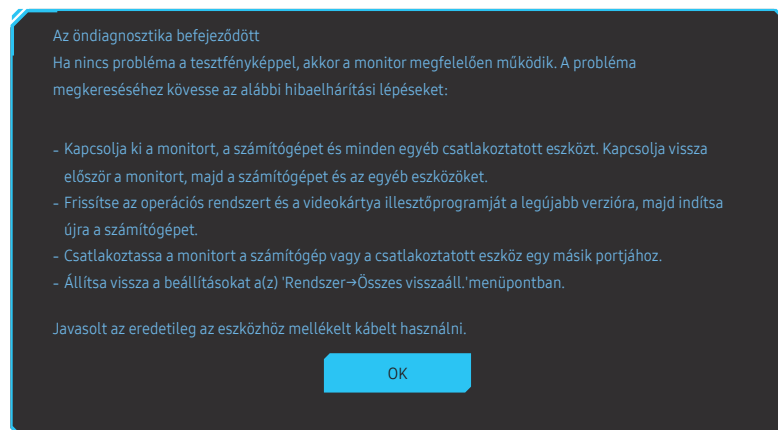 Az öndiagnosztika befejeződött
Ha nincs probléma a tesztfényképpel, akkor a monitor megfelelően működik. A probléma
megkereséséhez kövesse az alábbi hibaelhárítási lépéseket:
- Kapcsolja ki a monitort, a számítógépet és minden egyéb csatlakoztatott eszközt. Kapcsolja vissza
először a monitort, majd a számítógépet és az egyéb eszközöket.
- Frissítse az operációs rendszert és a videokártya illesztőprogramját a legújabb verzióra, majd indítsa
újra a számítógépet.
- Csatlakoztassa a monitort a számítógép vagy a csatlakoztatott eszköz egy másik portjához.
- Állítsa vissza a beállításokat a(z) 'Rendszer→Összes visszaáll.'menüpontban.
Javasolt az eredetileg az eszközhöz mellékelt kábelt használni.
OK